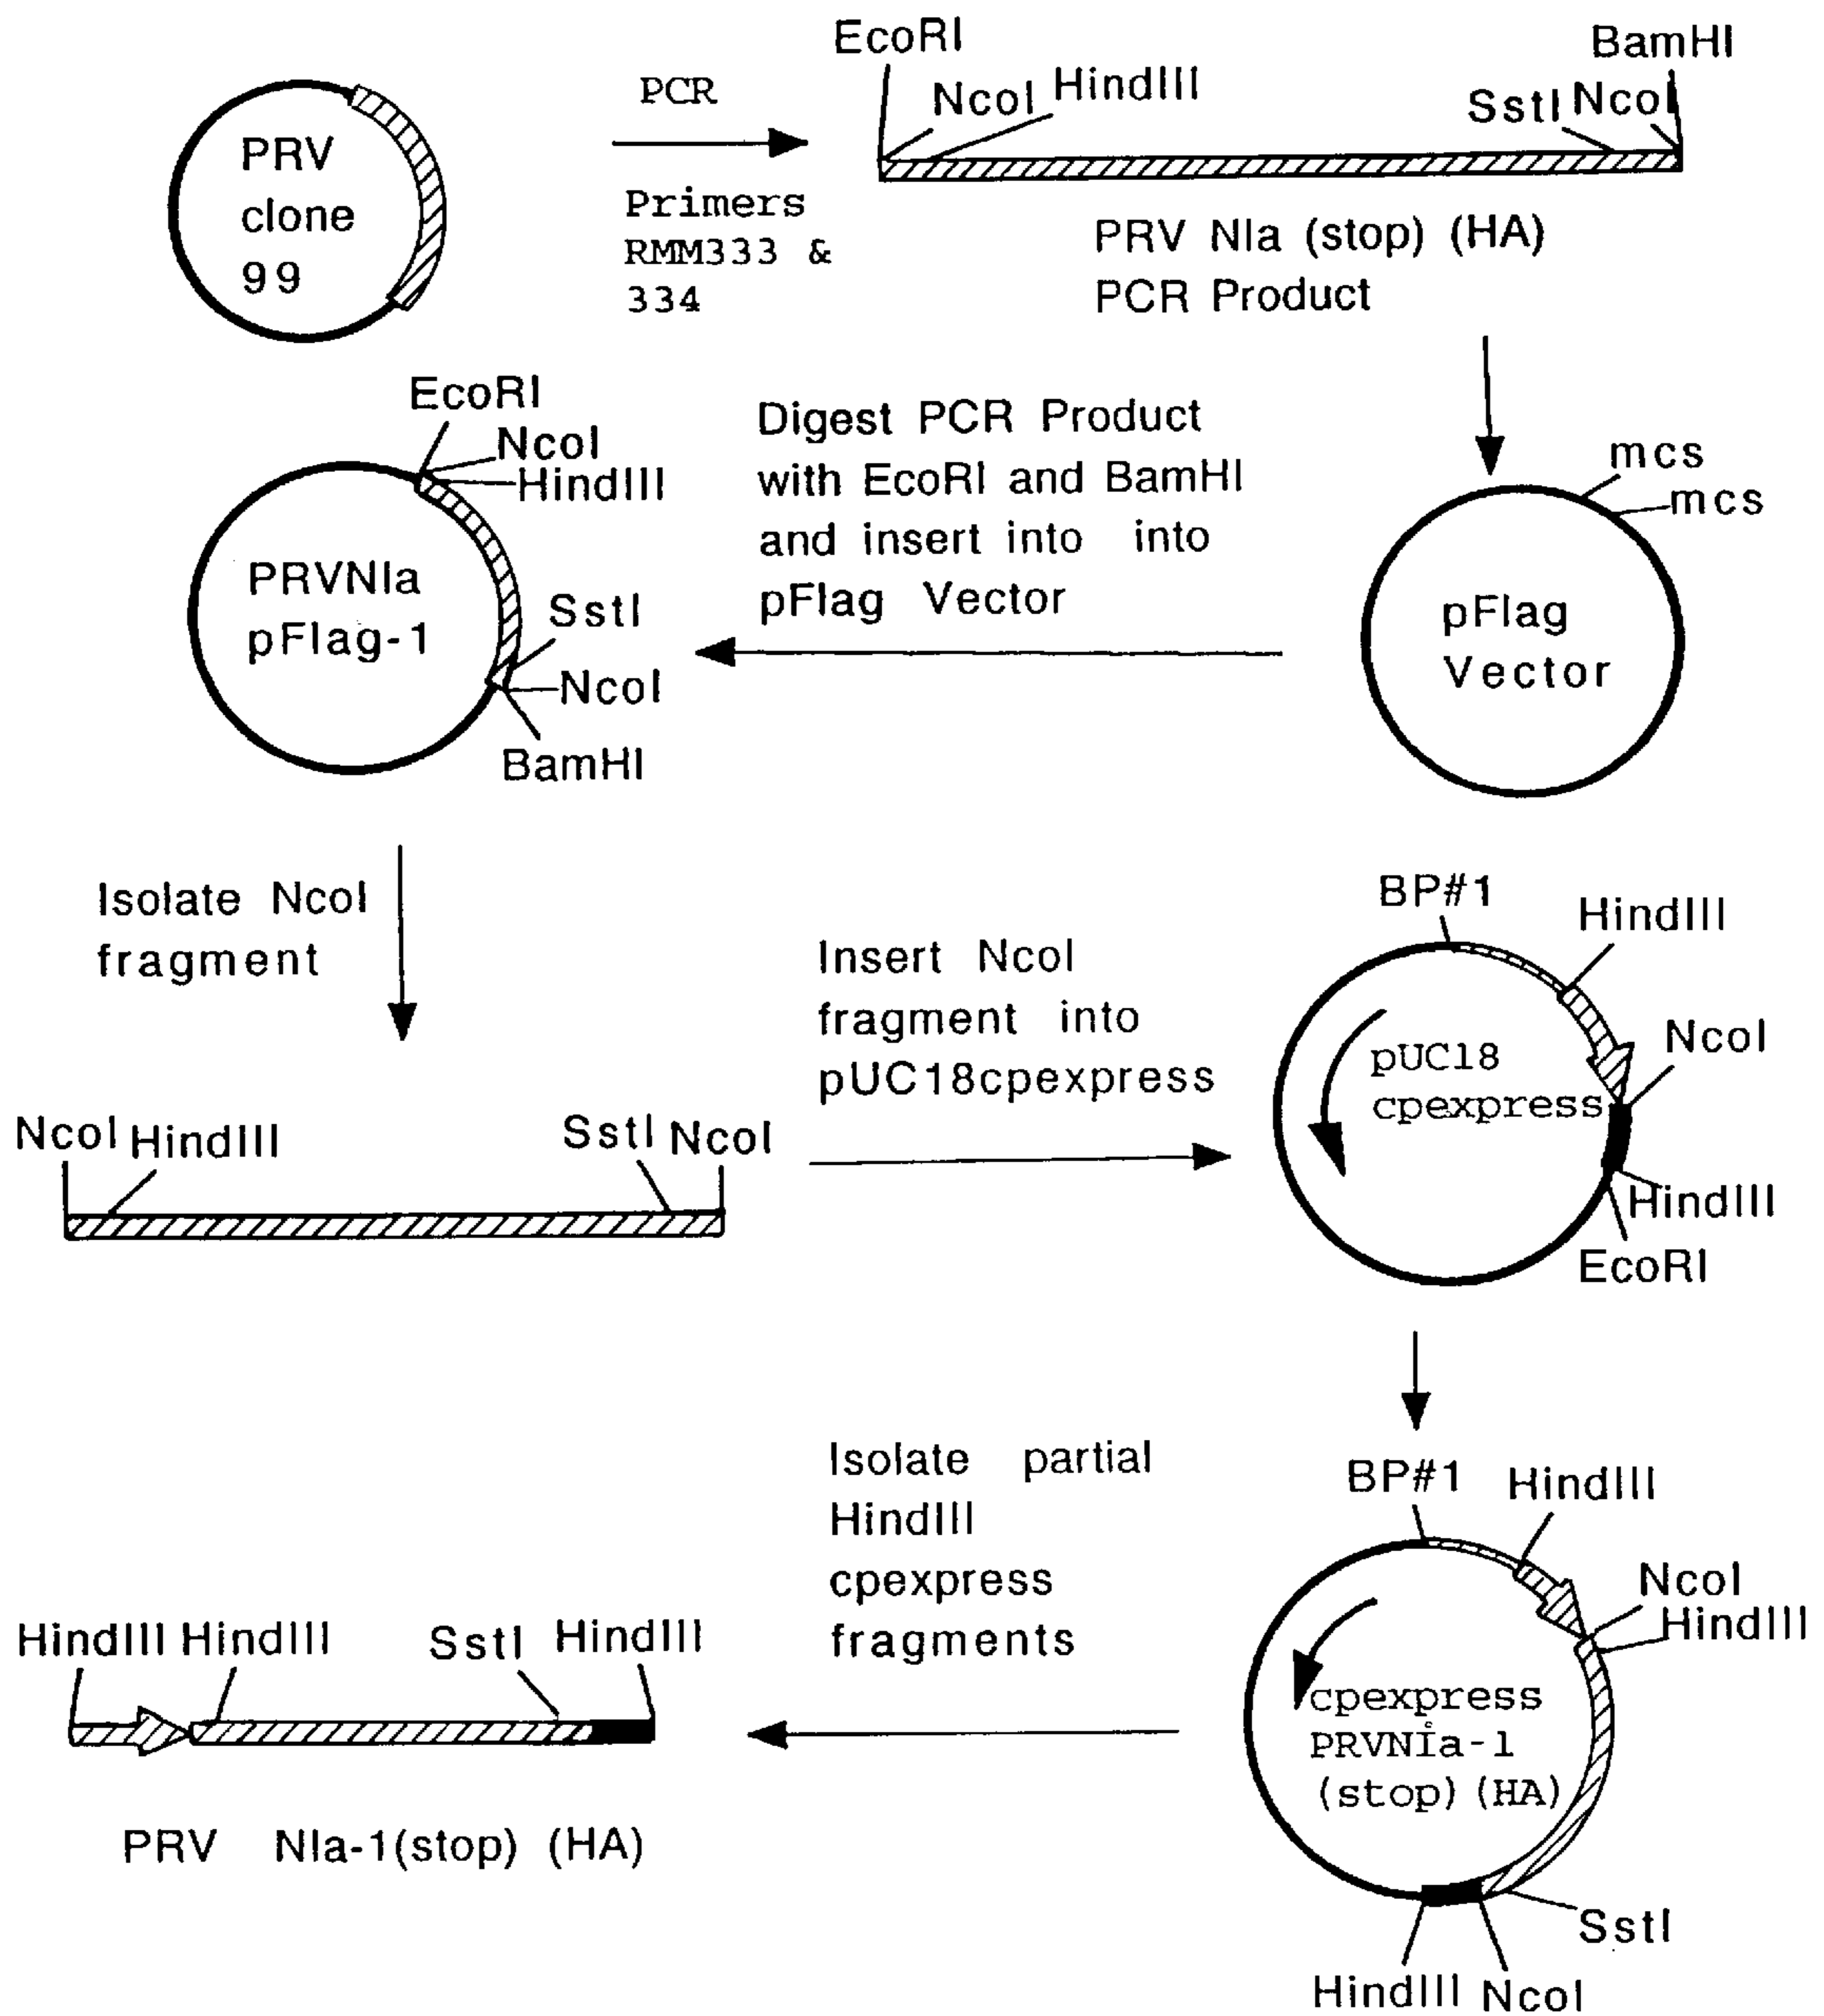 EcoRI
BamHI
NcoI HindIII
SstI NcoI
PCR
PRV
clone
99
Primers
RMM333 &
334
PRV NIa (stop) (HA)
PCR Product
EcoRI
NcoI
HindIII
PRVNIa
pFlag-1
SstI
NcoI
BamHI
Digest PCR Product
with EcoRI and BamHI
and insert into into
pFlag Vector
mcs
mcs
pFlag
Vector
Isolate NcoI
fragment
NcoI HindIII
SstI NcoI
Insert NcoI
fragment into
pUC18cpexpress
BP#1
HindIII
NcoI
pUC18
cpexpress
HindIII
EcoRI
BP#1
HindIII
NcoI
HindIII
cpexpress
PRVNIa-1
(stop) (HA)
SstI
HindIII NcoI
Isolate partial
HindIII
cpexpress
fragments
HindIII HindIII
SstI HindIII
PRV NIa-1(stop) (HA)